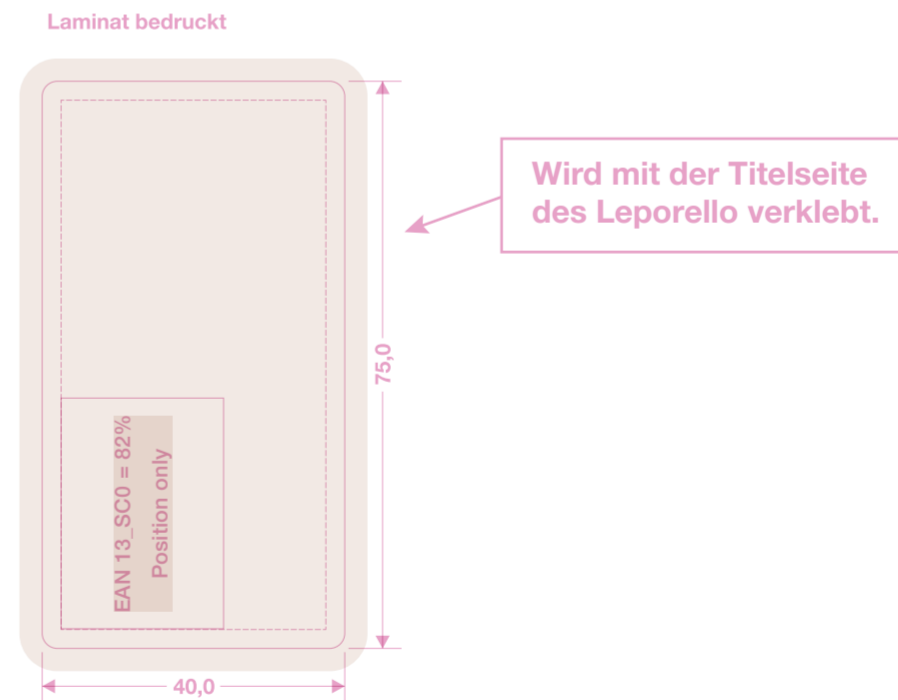 Laminat bedruckt
Wird mit der Titelseite
des Leporello verklebt.
75,0
EAN 13_SC0 = 82%
Position only
40,0